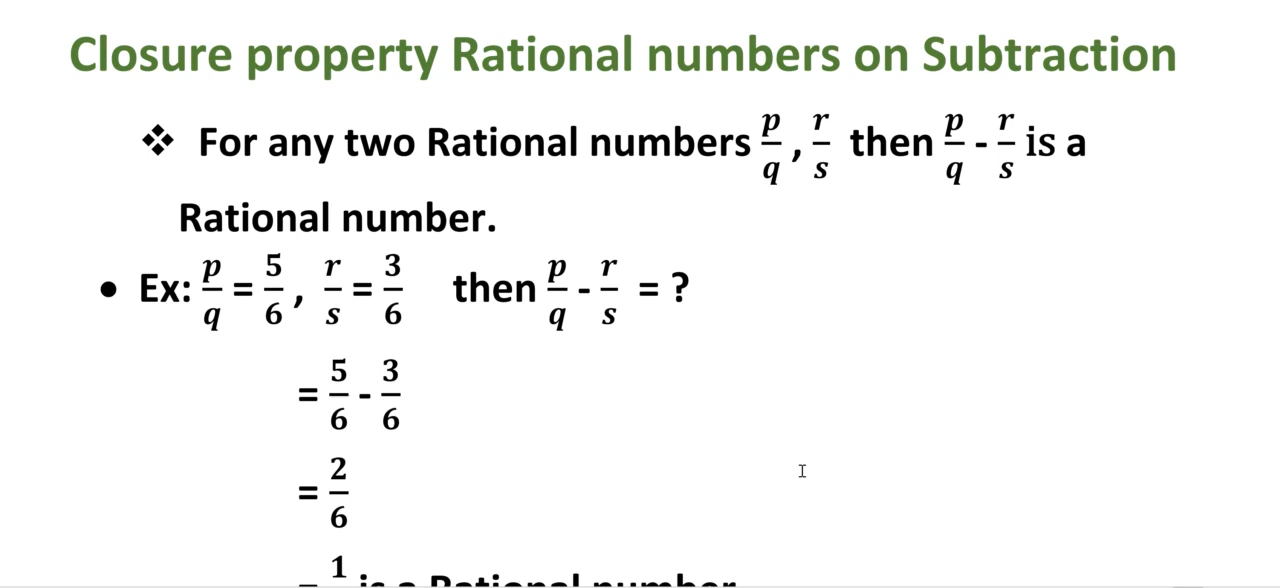 Closure property Rational numbers on Subtraction
❖ For any two Rational numbers p/q , r/s then p/q - r/s is a
Rational number.
• Ex: p/q = 5/6 , r/s = 3/6 then p/q - r/s = ?
= 5/6 - 3/6
= 2/6
= 1 is a Rational number